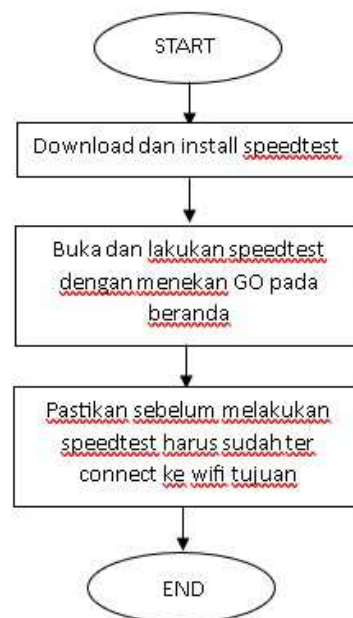 START
Download dan install speedtest
Buka dan lakukan speedtest
dengan menekan GO pada
beranda
Pastikan sebelum melakukan
speedtest harus sudah ter
connect ke wifi tujuan
END